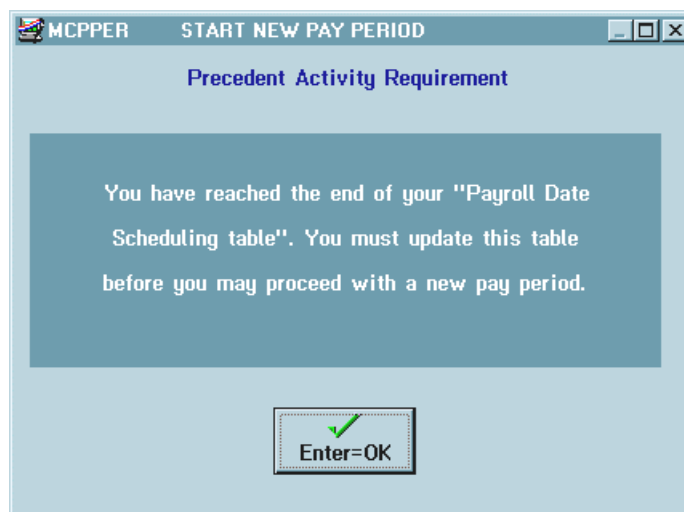 MCPPER START NEW PAY PERIOD
Precedent Activity Requirement
You have reached the end of your "Payroll Date
Scheduling table". You must update this table
before you may proceed with a new pay period.
Enter=OK